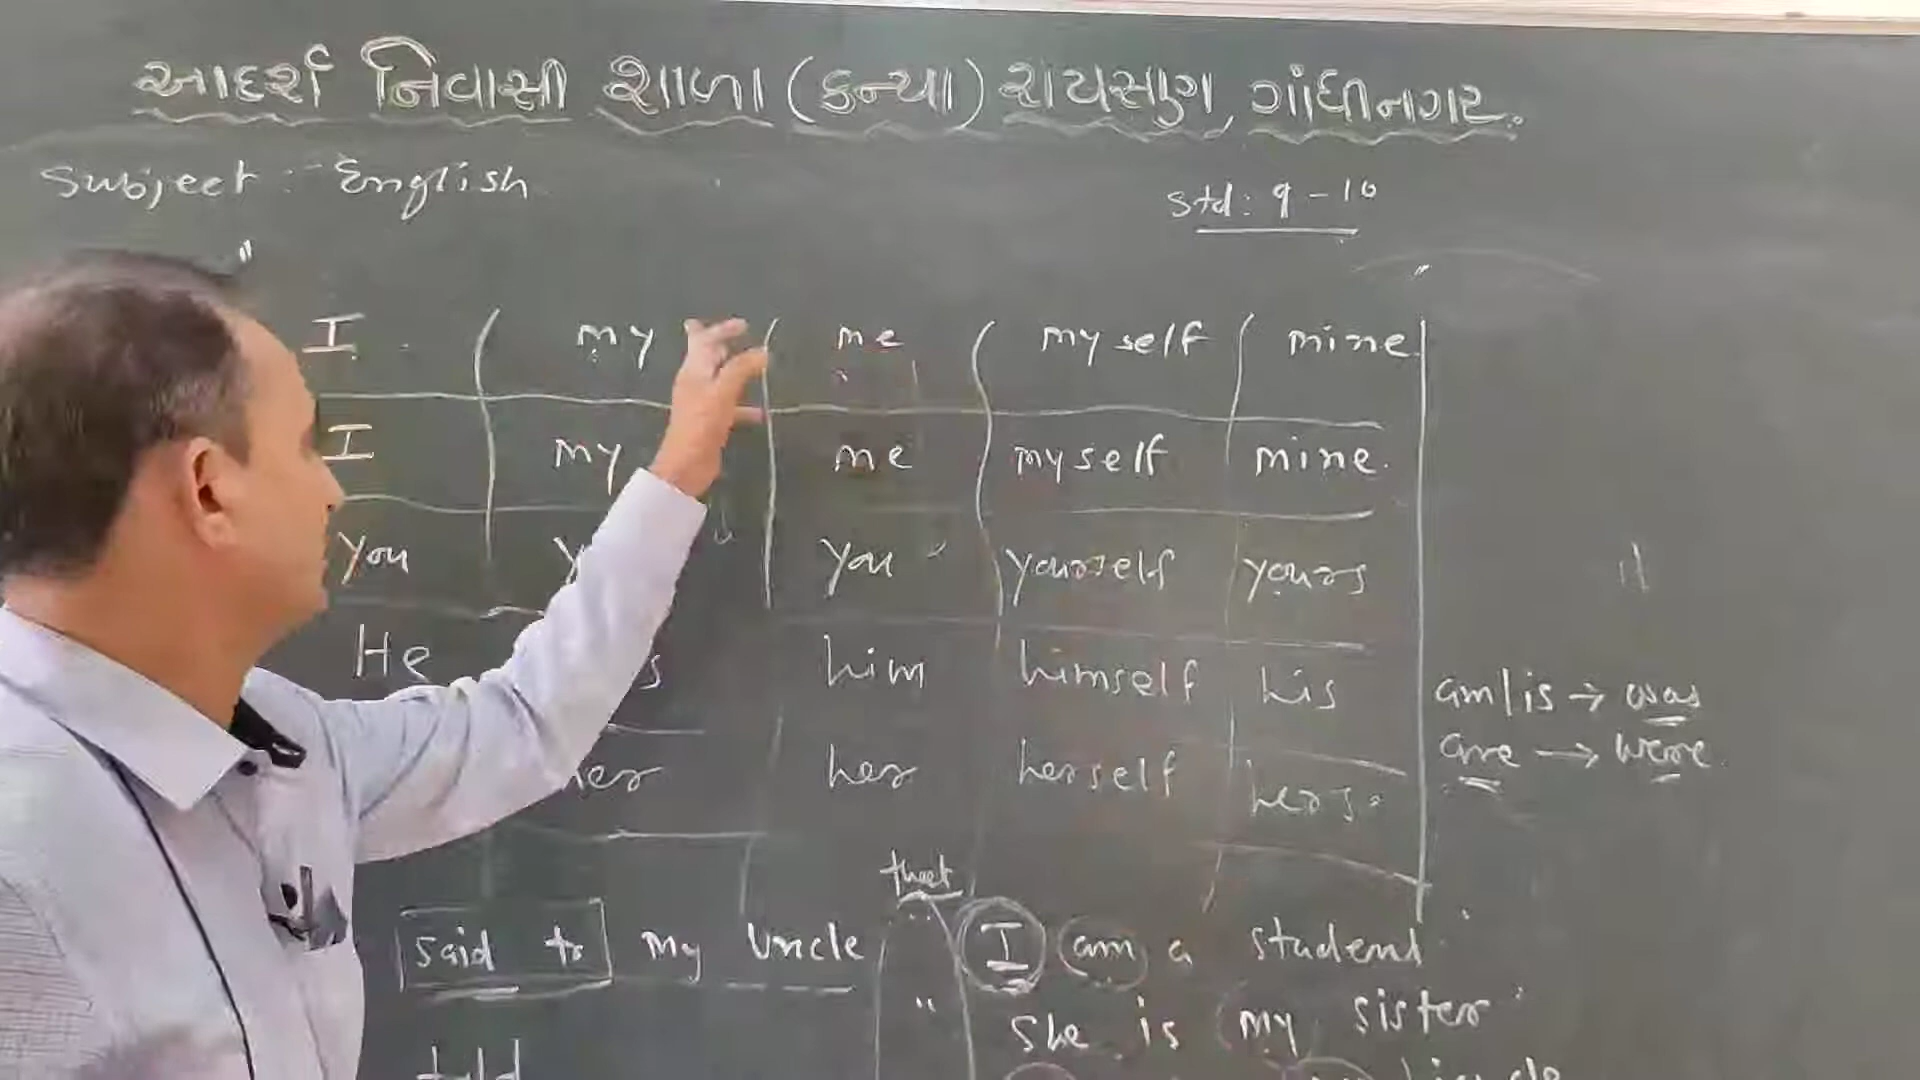 આદર્શ નિવાસી શાળા (કન્યા) રાયસણ, ગાંધીનગર.
Subject :- English
Std: 9-10
I my me myself mine
I my me myself mine.
you you yourself yours
He him himself his
her her herself hers.
am/is → was
are → were
that
said to my Uncle I am a student
She is my sister
told